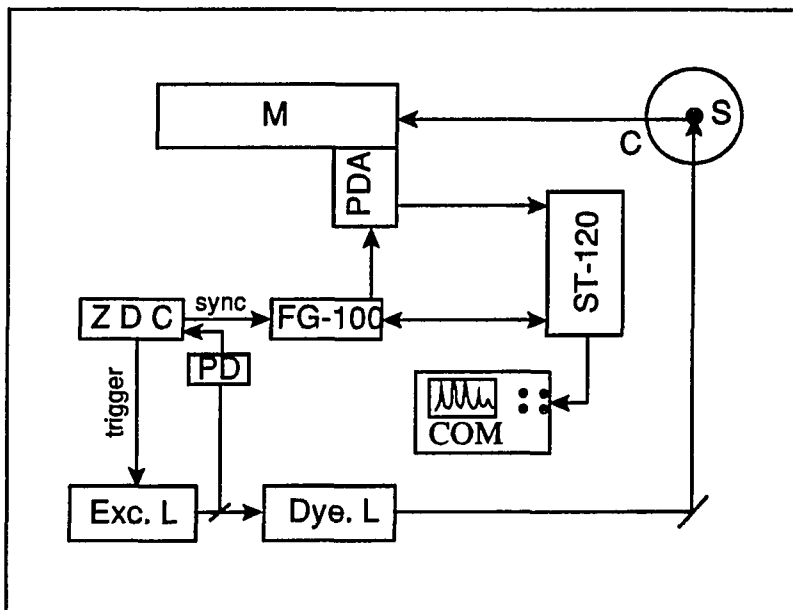 M
S
C
PDA
ST-120
Z D C
sync
FG-100
PD
trigger
COM
Exc. L
Dye. L